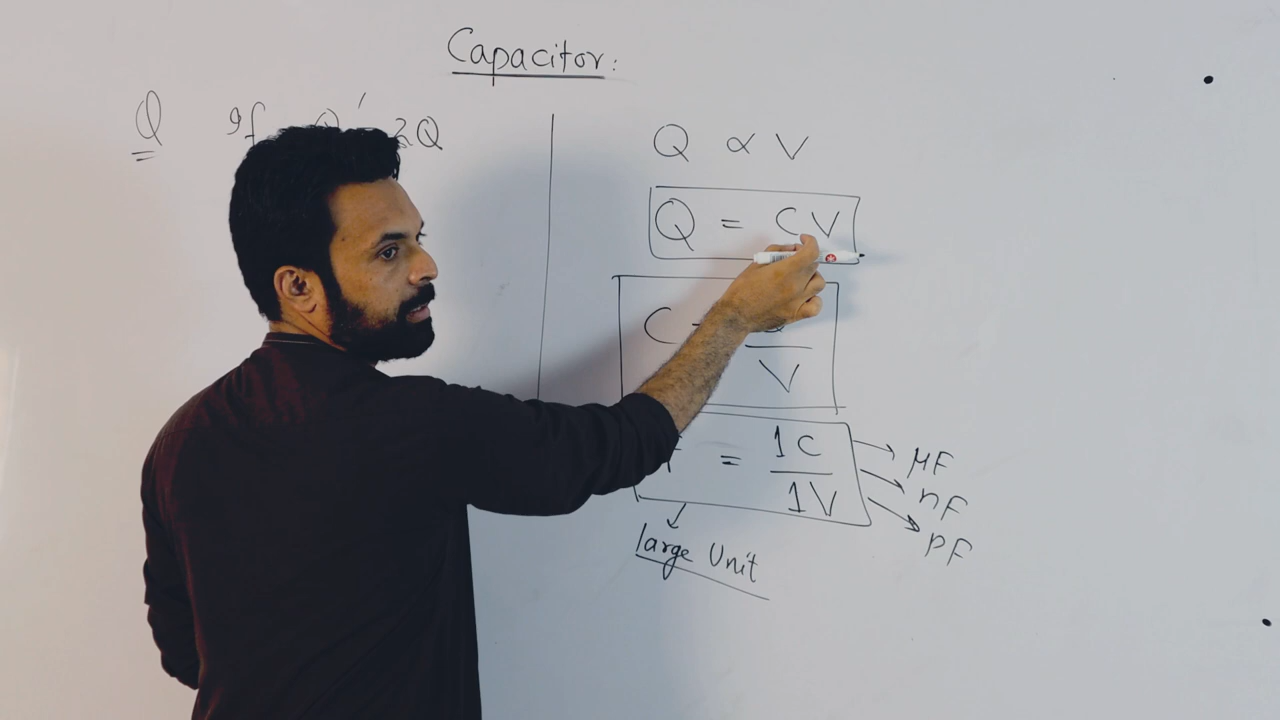 Capacitor:
Q If Q' 2Q
Q ∝ V
Q = CV
C
V
= 1C
1V
μF
nF
pF
large Unit